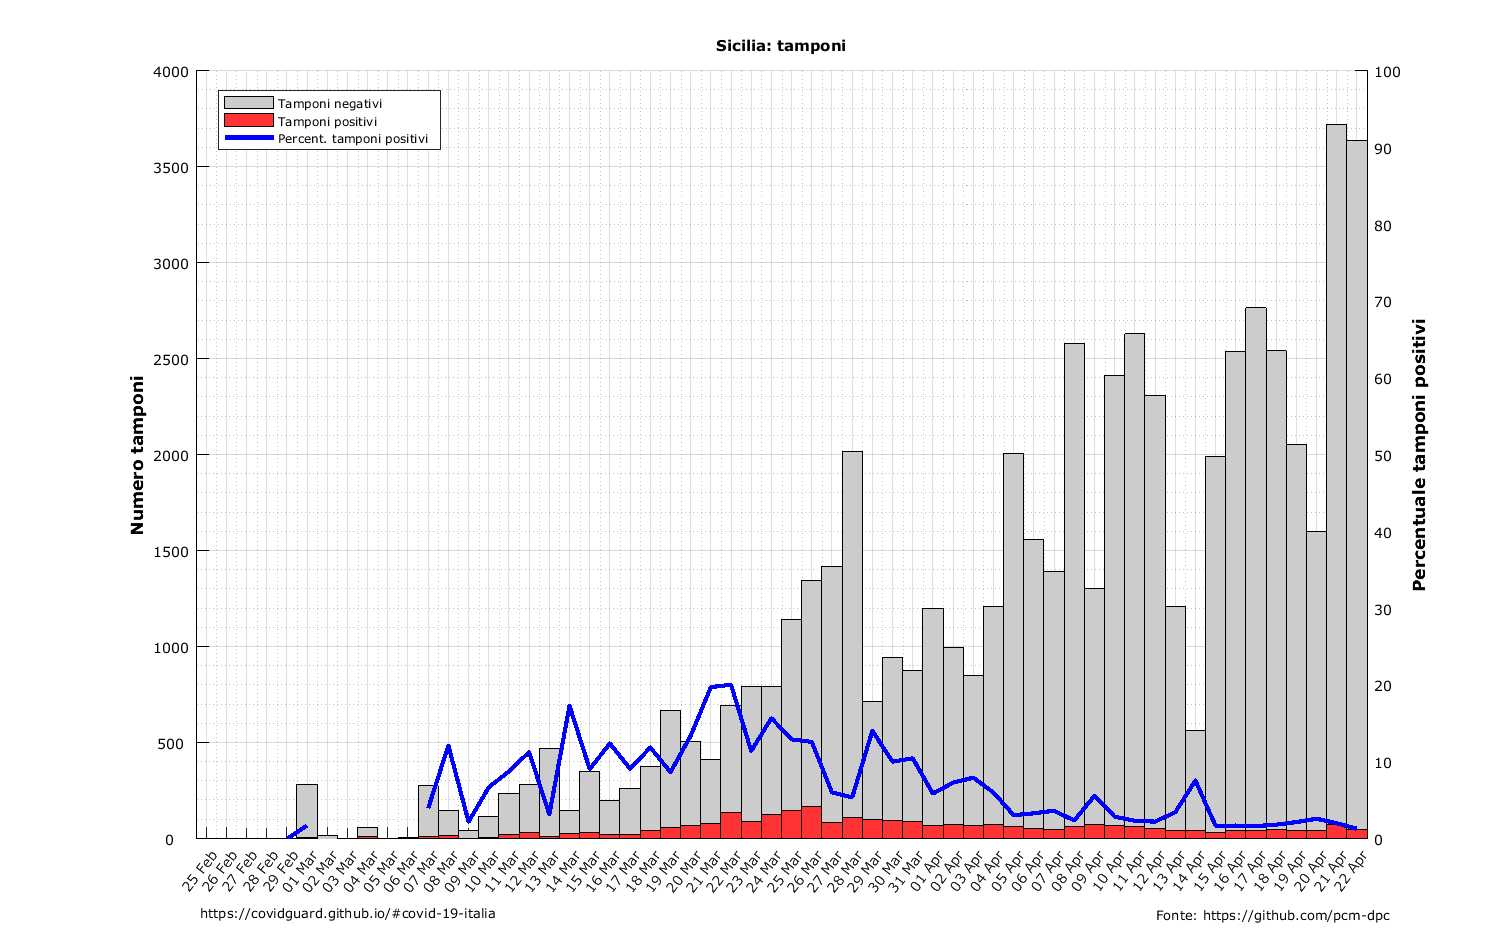 Sicilia: tamponi
Tamponi negativi
Tamponi positivi
Percent. tamponi positivi
Numero tamponi
4000
3500
3000
2500
2000
1500
1000
500
0
Percentuale tamponi positivi
100
90
80
70
60
50
40
30
20
10
0
25 Feb
26 Feb
27 Feb
28 Feb
29 Feb
01 Mar
02 Mar
03 Mar
04 Mar
05 Mar
06 Mar
07 Mar
08 Mar
09 Mar
10 Mar
11 Mar
12 Mar
13 Mar
14 Mar
15 Mar
16 Mar
17 Mar
18 Mar
19 Mar
20 Mar
21 Mar
22 Mar
23 Mar
24 Mar
25 Mar
26 Mar
27 Mar
28 Mar
29 Mar
30 Mar
31 Mar
01 Apr
02 Apr
03 Apr
04 Apr
05 Apr
06 Apr
07 Apr
08 Apr
09 Apr
10 Apr
11 Apr
12 Apr
13 Apr
14 Apr
15 Apr
16 Apr
17 Apr
18 Apr
19 Apr
20 Apr
21 Apr
22 Apr
https://covidguard.github.io/#covid-19-italia
Fonte: https://github.com/pcm-dpc